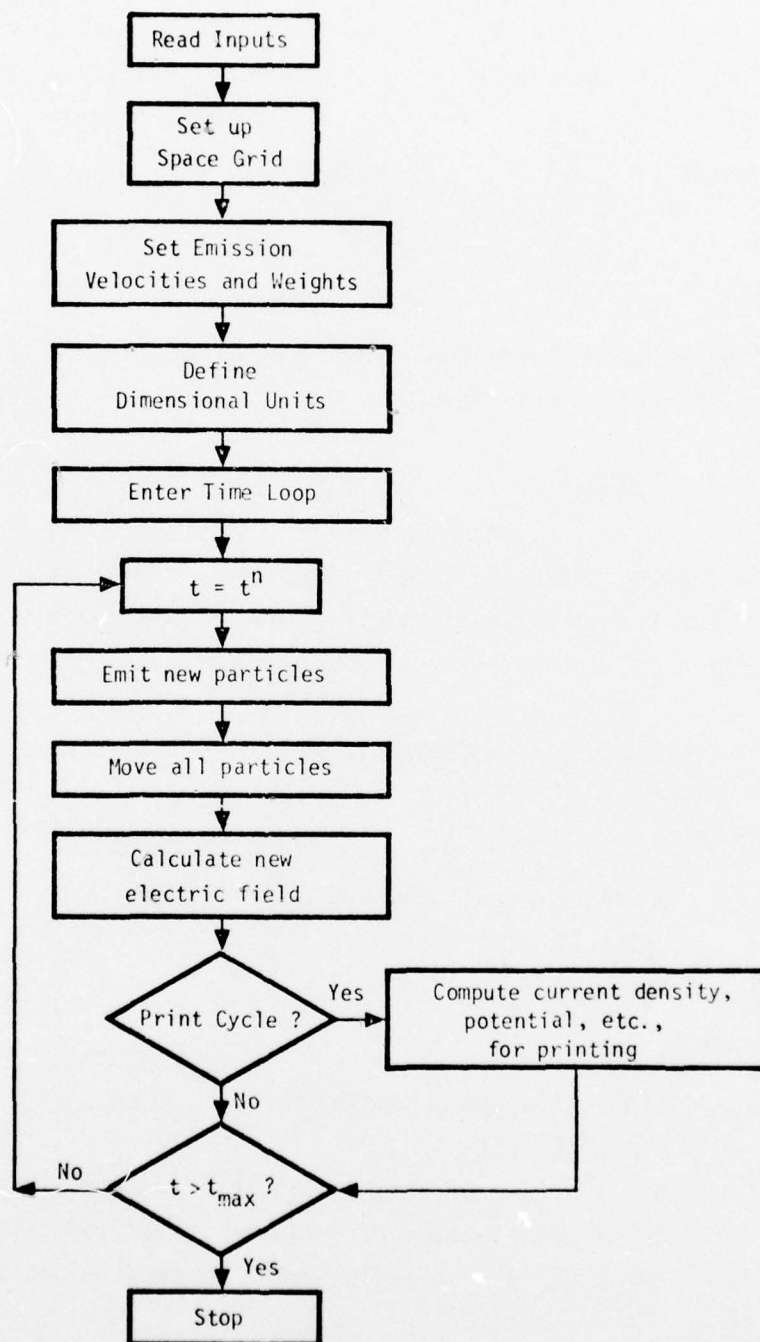 Read Inputs
Set up
Space Grid
Set Emission
Velocities and Weights
Define
Dimensional Units
Enter Time Loop
t = tⁿ
Emit new particles
Move all particles
Calculate new
electric field
Print Cycle ?
Yes
Compute current density,
potential, etc.,
for printing
No
No
t > t_max ?
Yes
Stop